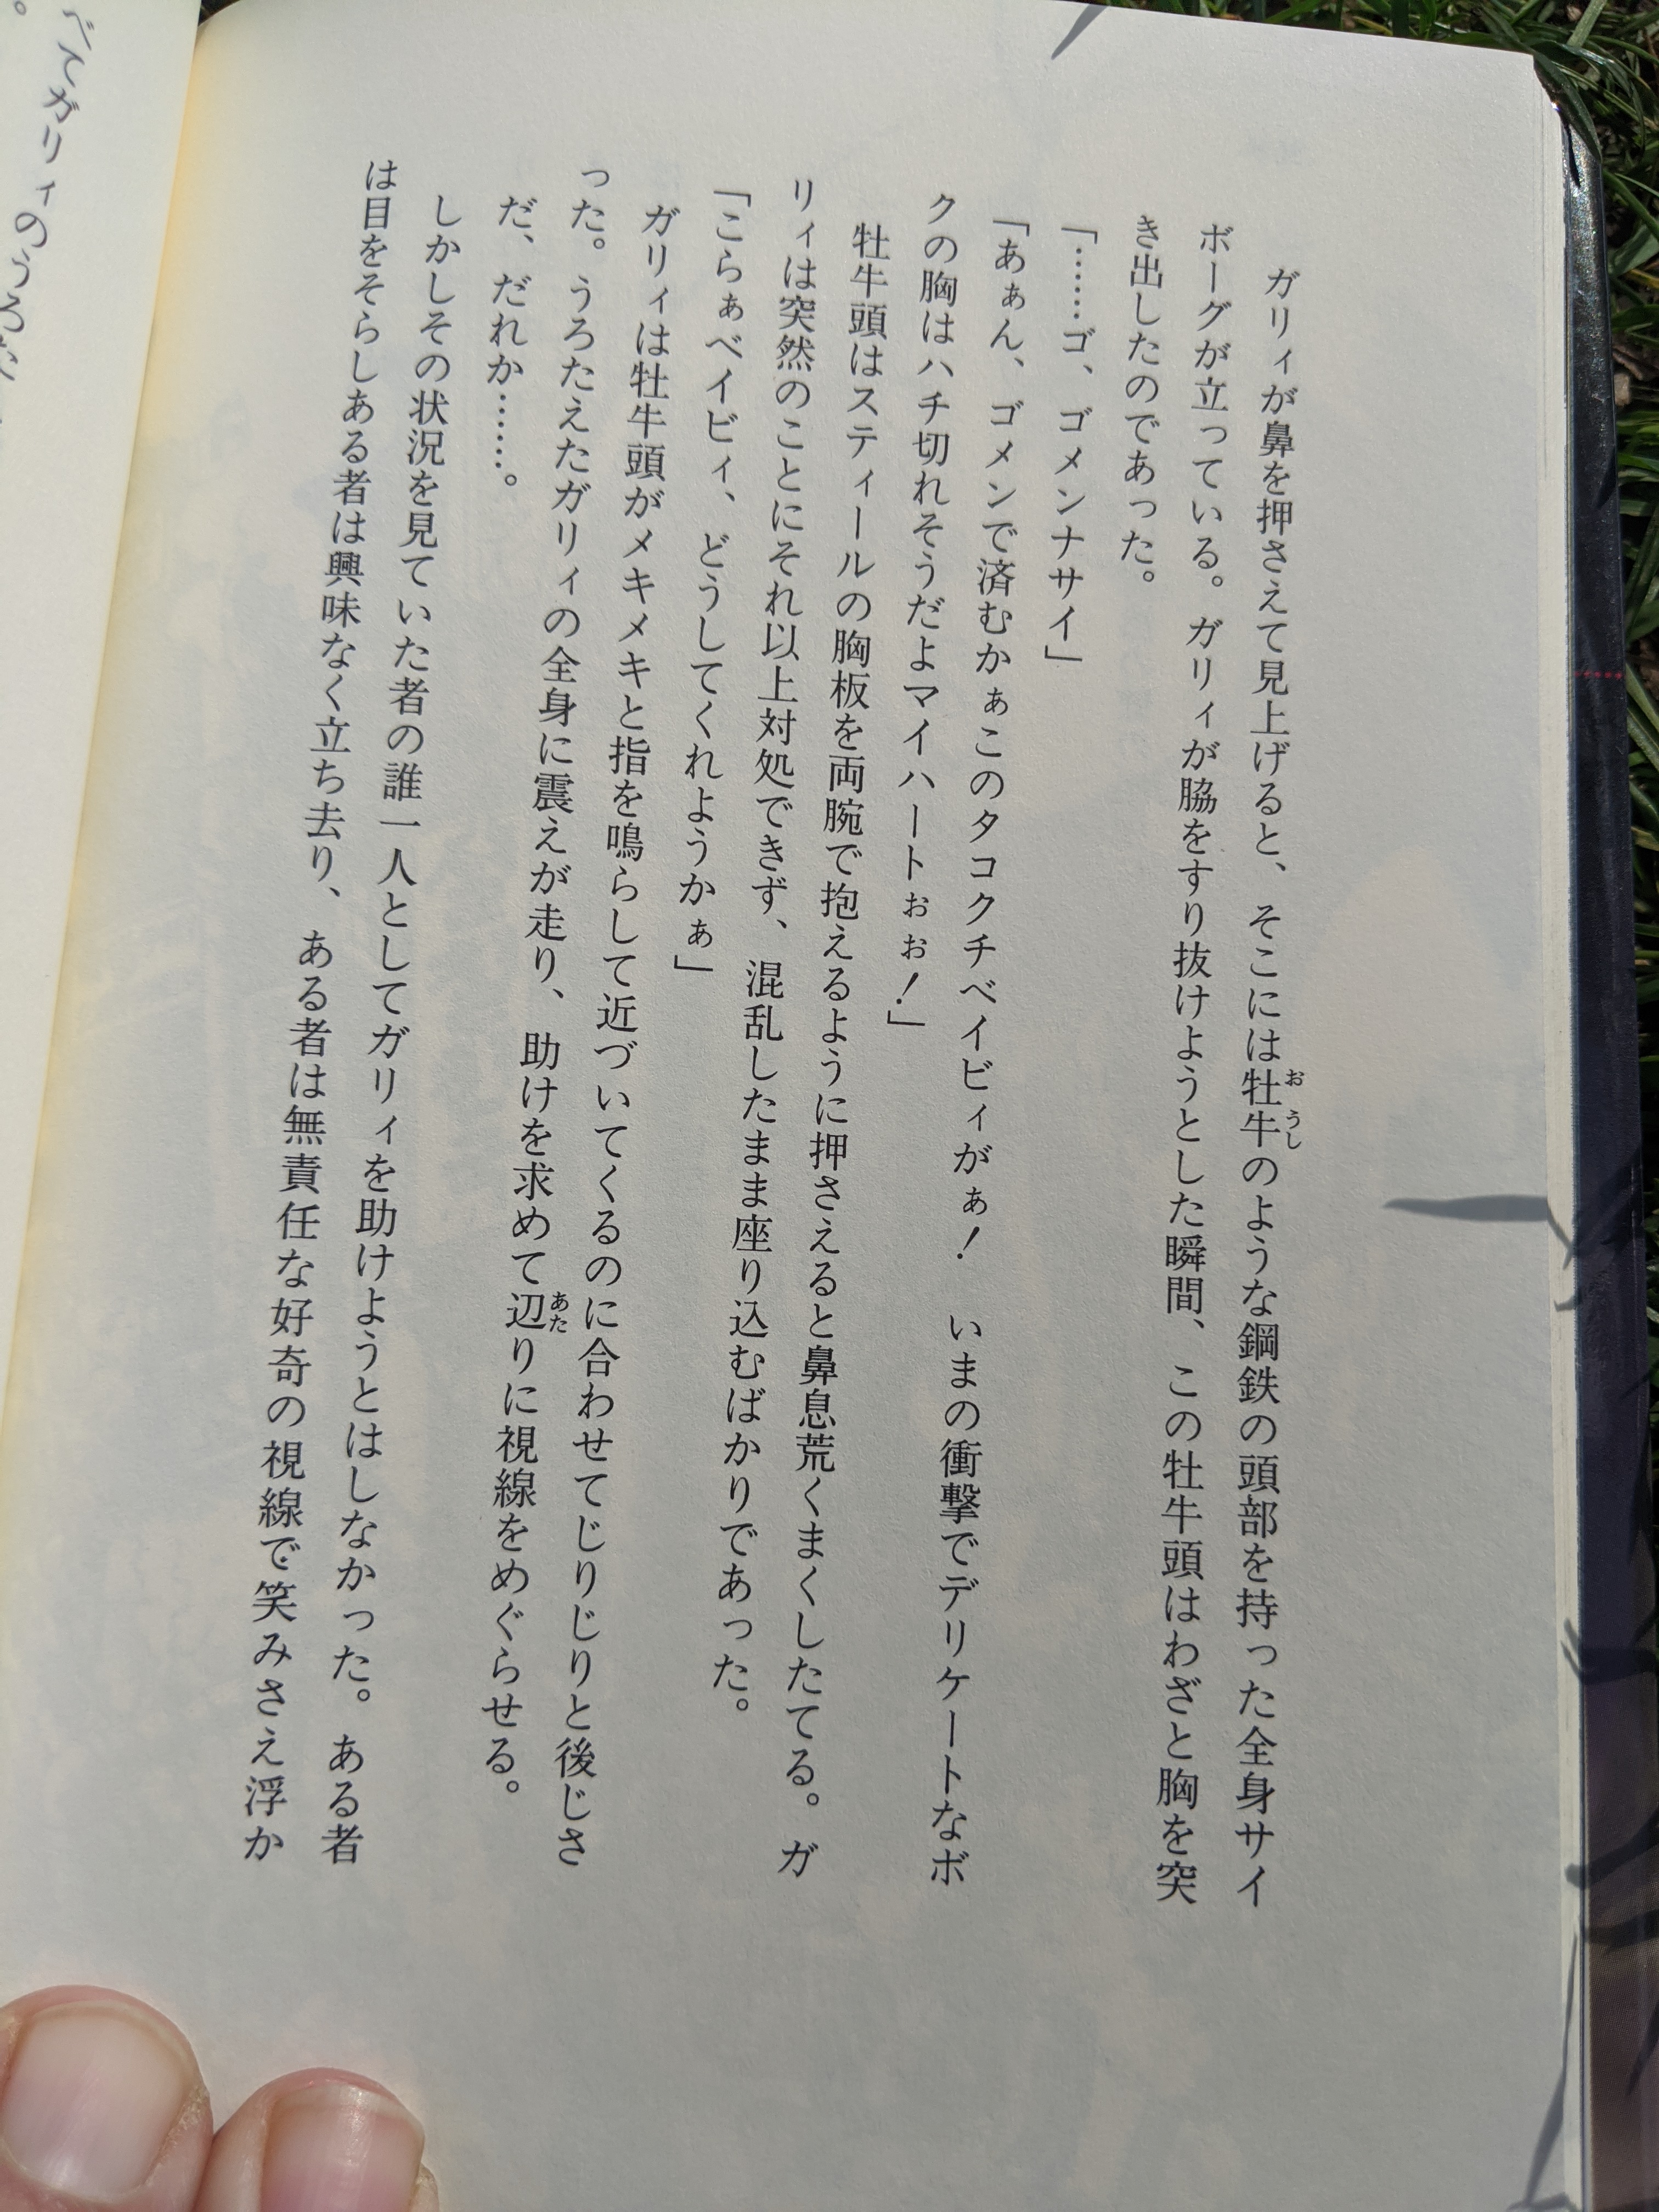 ガリィが鼻を押さえて見上げると、そこには牡牛のような鋼鉄の頭部を持った全身サイ
おうし
ボーグが立っている。ガリィが脇をすり抜けようとした瞬間、この牡牛頭はわざと胸を突
き出したのであった。
「……ゴ、ゴメンナサイ」
「あぁん、ゴメンで済むかぁこのタコクチベイビィがぁ！　いまの衝撃でデリケートなボ
クの胸はハチ切れそうだよマイハートぉぉ！」
牡牛頭はスティールの胸板を両腕で抱えるように押さえると鼻息荒くまくしたてる。ガ
リィは突然のことにそれ以上対処できず、混乱したまま座り込むばかりであった。
「こらぁベイビィ、どうしてくれようかぁ」
ガリィは牡牛頭がメキメキと指を鳴らして近づいてくるのに合わせてじりじりと後じさ
った。うろたえたガリィの全身に震えが走り、助けを求めて辺りに視線をめぐらせる。
あた
だ、だれか……。
しかしその状況を見ていた者の誰一人としてガリィを助けようとはしなかった。ある者
は目をそらしある者は興味なく立ち去り、ある者は無責任な好奇の視線で笑みさえ浮か
べてガリィのうろた